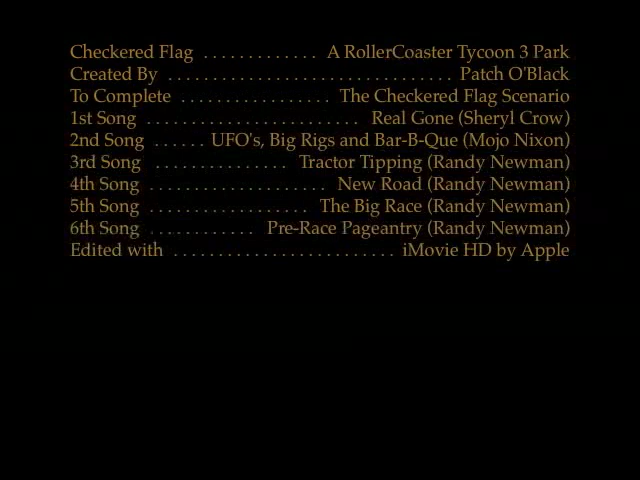 Checkered Flag ............. A RollerCoaster Tycoon 3 Park
Created By ................................ Patch O'Black
To Complete ................. The Checkered Flag Scenario
1st Song ........................ Real Gone (Sheryl Crow)
2nd Song ...... UFO's, Big Rigs and Bar-B-Que (Mojo Nixon)
3rd Song ............... Tractor Tipping (Randy Newman)
4th Song .................... New Road (Randy Newman)
5th Song .................. The Big Race (Randy Newman)
6th Song ............ Pre-Race Pageantry (Randy Newman)
Edited with ......................... iMovie HD by Apple